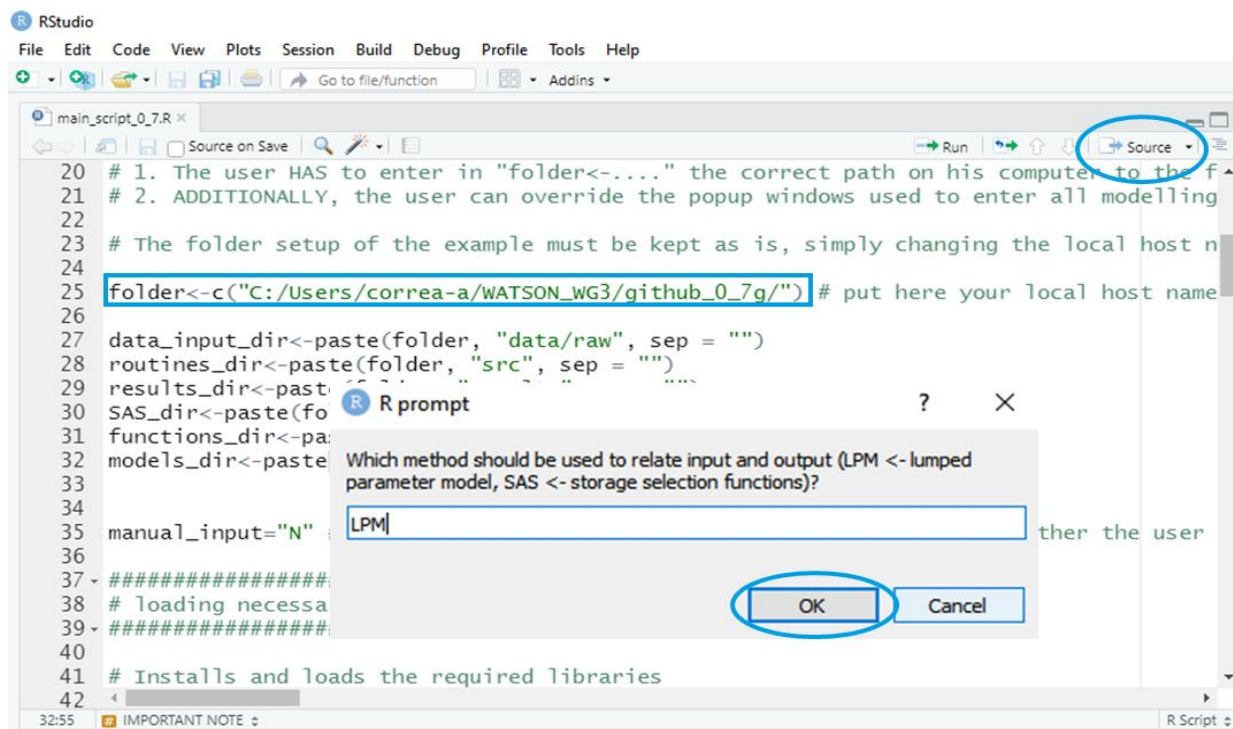 RStudio
File Edit Code View Plots Session Build Debug Profile Tools Help
Go to file/function Addins
main_script_0_7.R
Source on Save Run Source
20 # 1. The user HAS to enter in "folder<-...." the correct path on his computer to the f
21 # 2. ADDITIONALLY, the user can override the popup windows used to enter all modelling
22
23 # The folder setup of the example must be kept as is, simply changing the local host n
24
25 folder<-c("C:/Users/correa-a/WATSON_WG3/github_0_7g/") # put here your local host name
26
27 data_input_dir<-paste(folder, "data/raw", sep = "")
28 routines_dir<-paste(folder, "src", sep = "")
29 results_dir<-past
30 SAS_dir<-paste(fo
31 functions_dir<-pa
32 models_dir<-paste
33
34
35 manual_input="N" ther the user
36
37 #################
38 # loading necessa
39 #################
40
41 # Installs and loads the required libraries
42
R prompt ? X
Which method should be used to relate input and output (LPM <- lumped
parameter model, SAS <- storage selection functions)?
LPM
OK Cancel
32:55 # IMPORTANT NOTE R Script